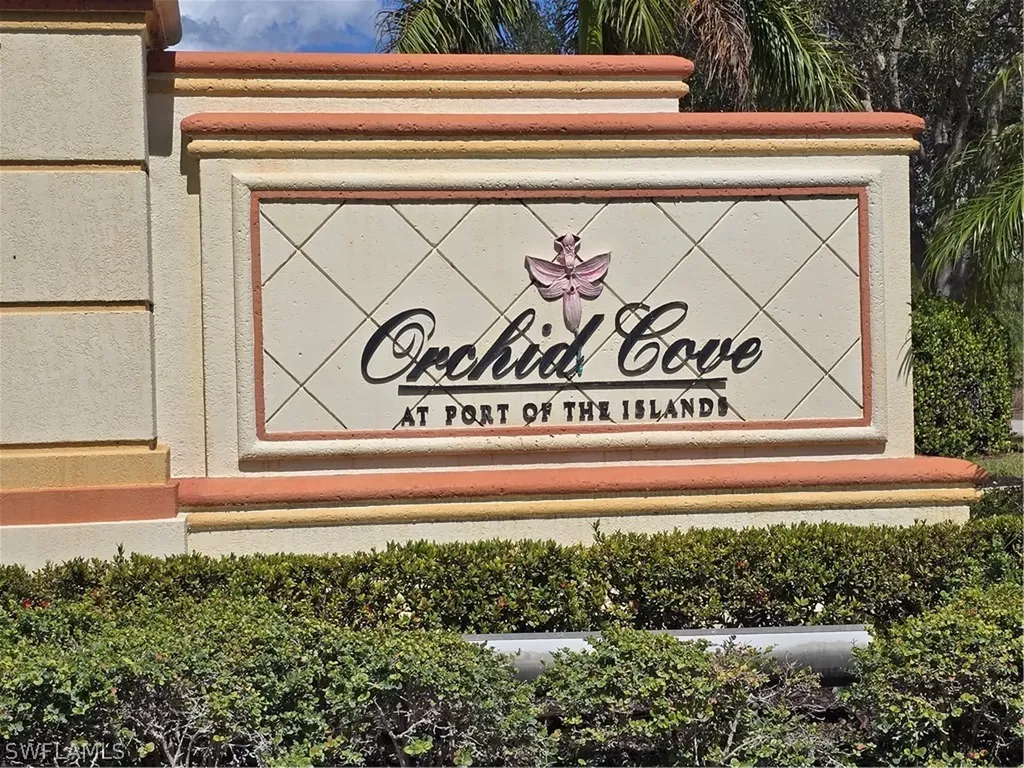 Orchid Cove
AT PORT OF THE ISLANDS
SWFLAMLS